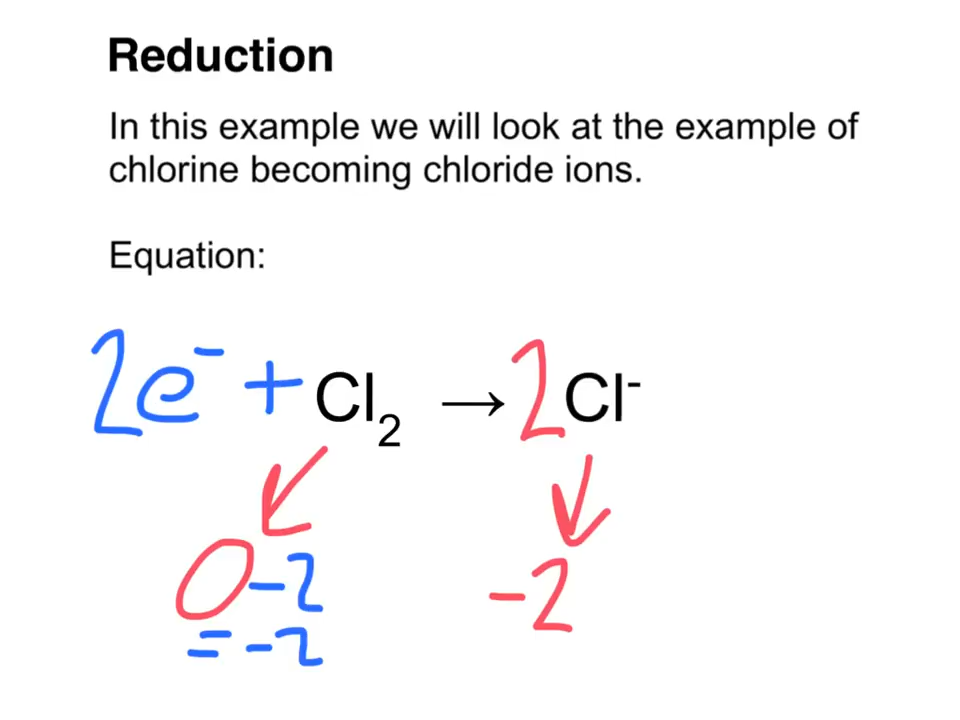 Reduction
In this example we will look at the example of
chlorine becoming chloride ions.
Equation:
2e⁻ + Cl₂ → 2Cl⁻
0-2 -2
= -2